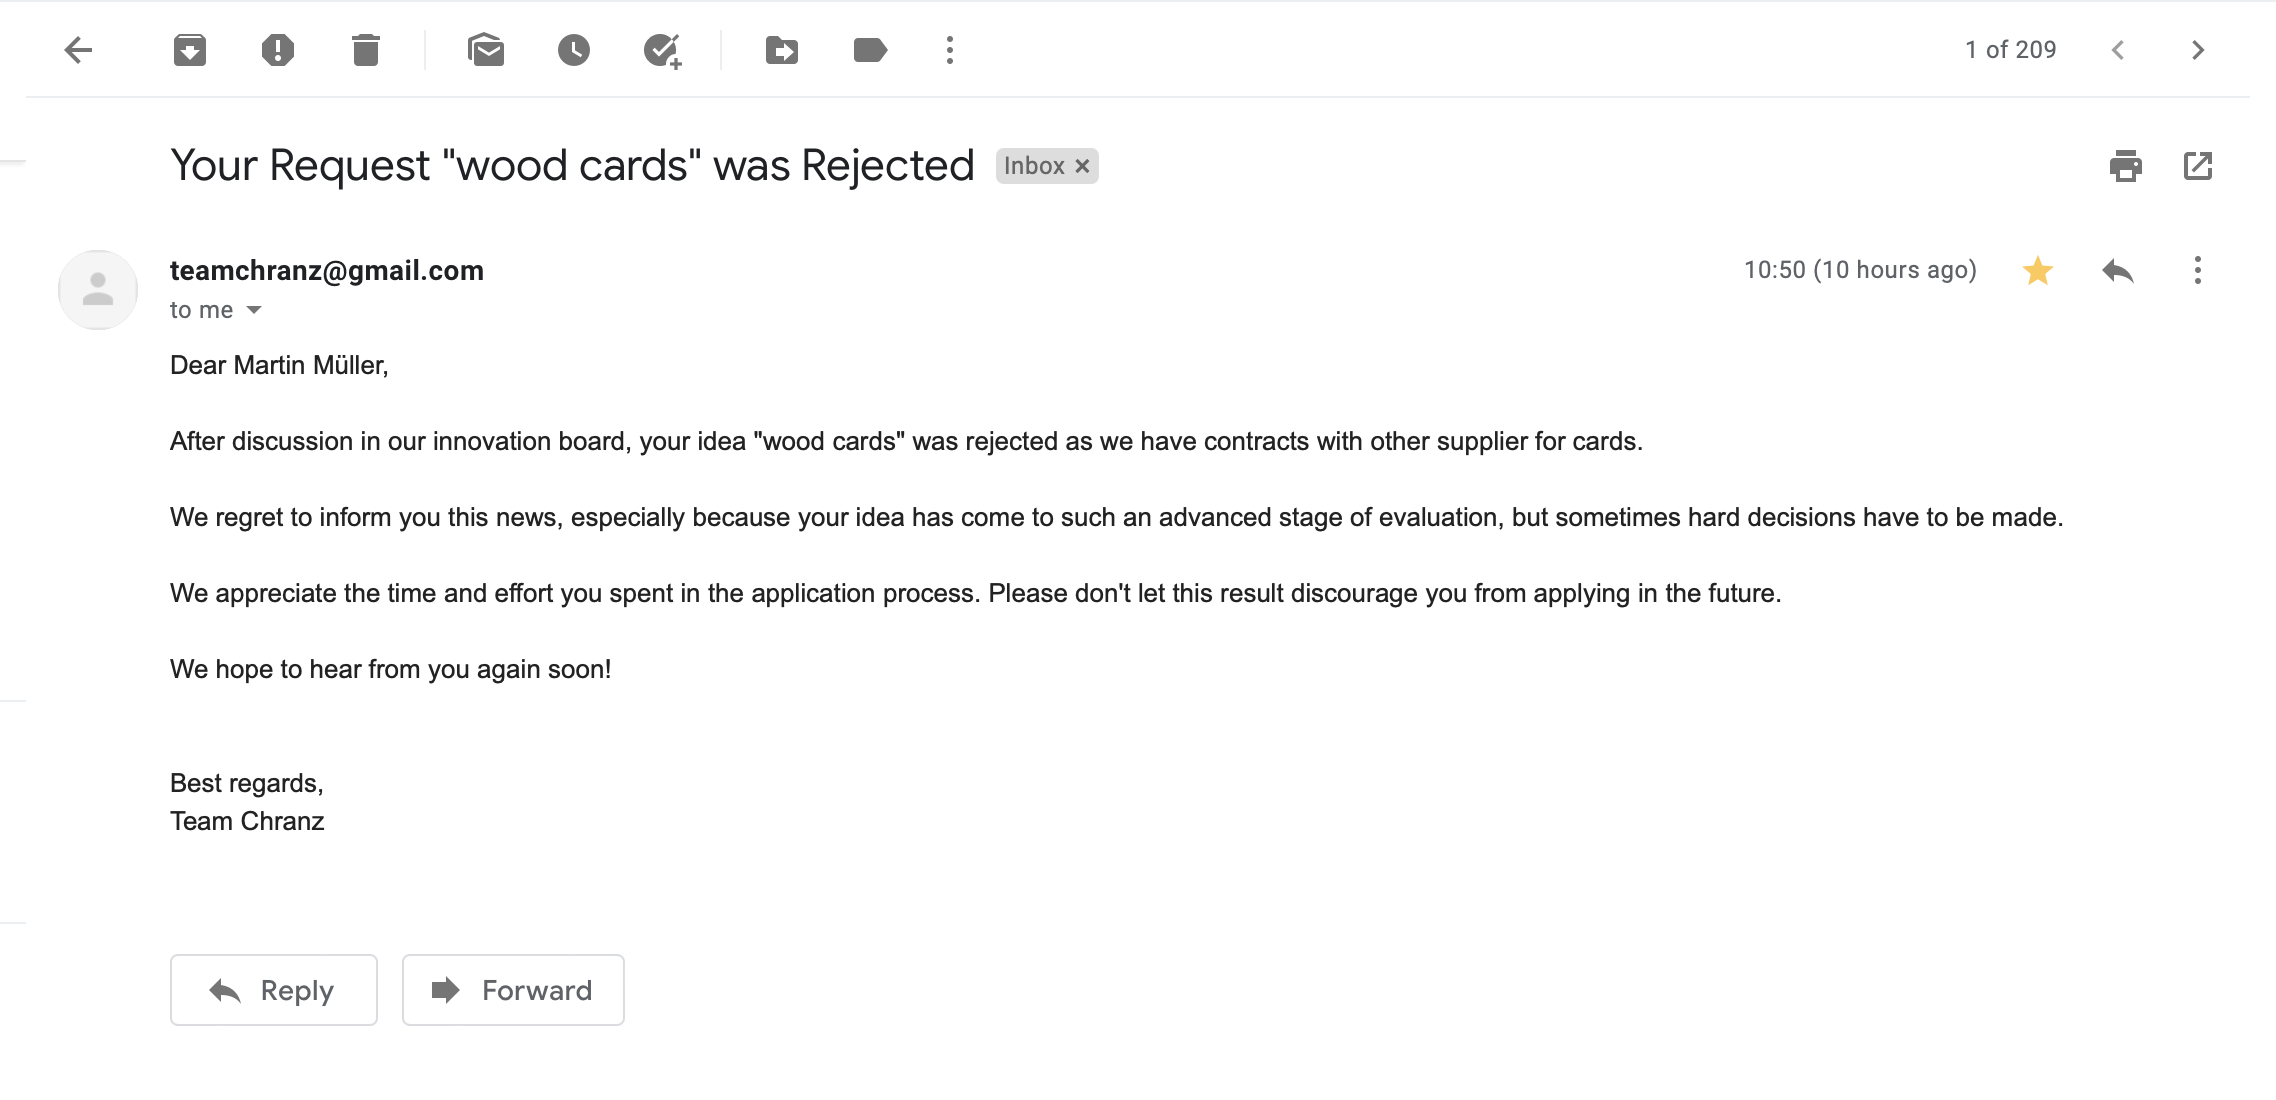 1 of 209
Your Request "wood cards" was Rejected Inbox ×
teamchranz@gmail.com 10:50 (10 hours ago)
to me
Dear Martin Müller,
After discussion in our innovation board, your idea "wood cards" was rejected as we have contracts with other supplier for cards.
We regret to inform you this news, especially because your idea has come to such an advanced stage of evaluation, but sometimes hard decisions have to be made.
We appreciate the time and effort you spent in the application process. Please don't let this result discourage you from applying in the future.
We hope to hear from you again soon!
Best regards,
Team Chranz
Reply Forward